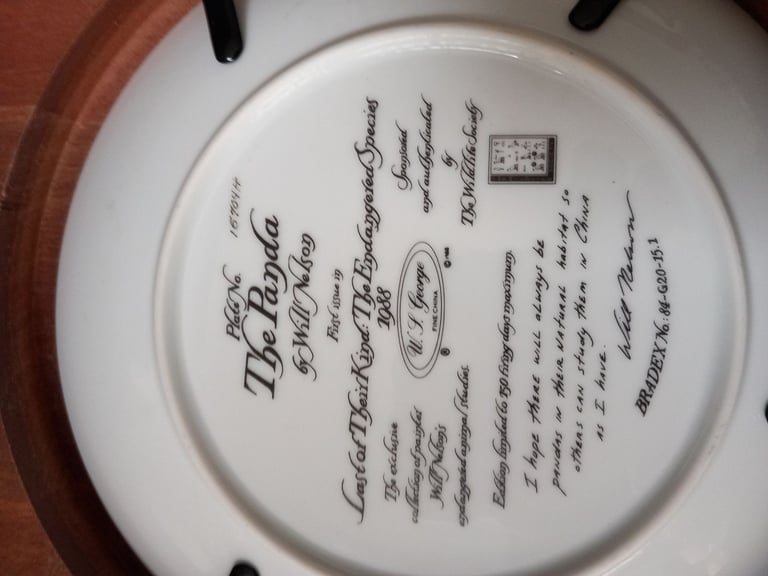 Plate No. 16704H
The Panda
by Will Nelson
First issue in
Last of Their Kind: The Endangered Species
1988
The exclusive
collection of painter
Will Nelson's
endangered animal studies.
W. S. George
FINE CHINA
Sponsored
and authenticated
by
The Wildlife Society
Edition limited to 150 firing days maximum.
I hope there will always be
pandas in their natural habitat so
others can study them in China
as I have.
Will Nelson
BRADEX No: 84-G20-15.1